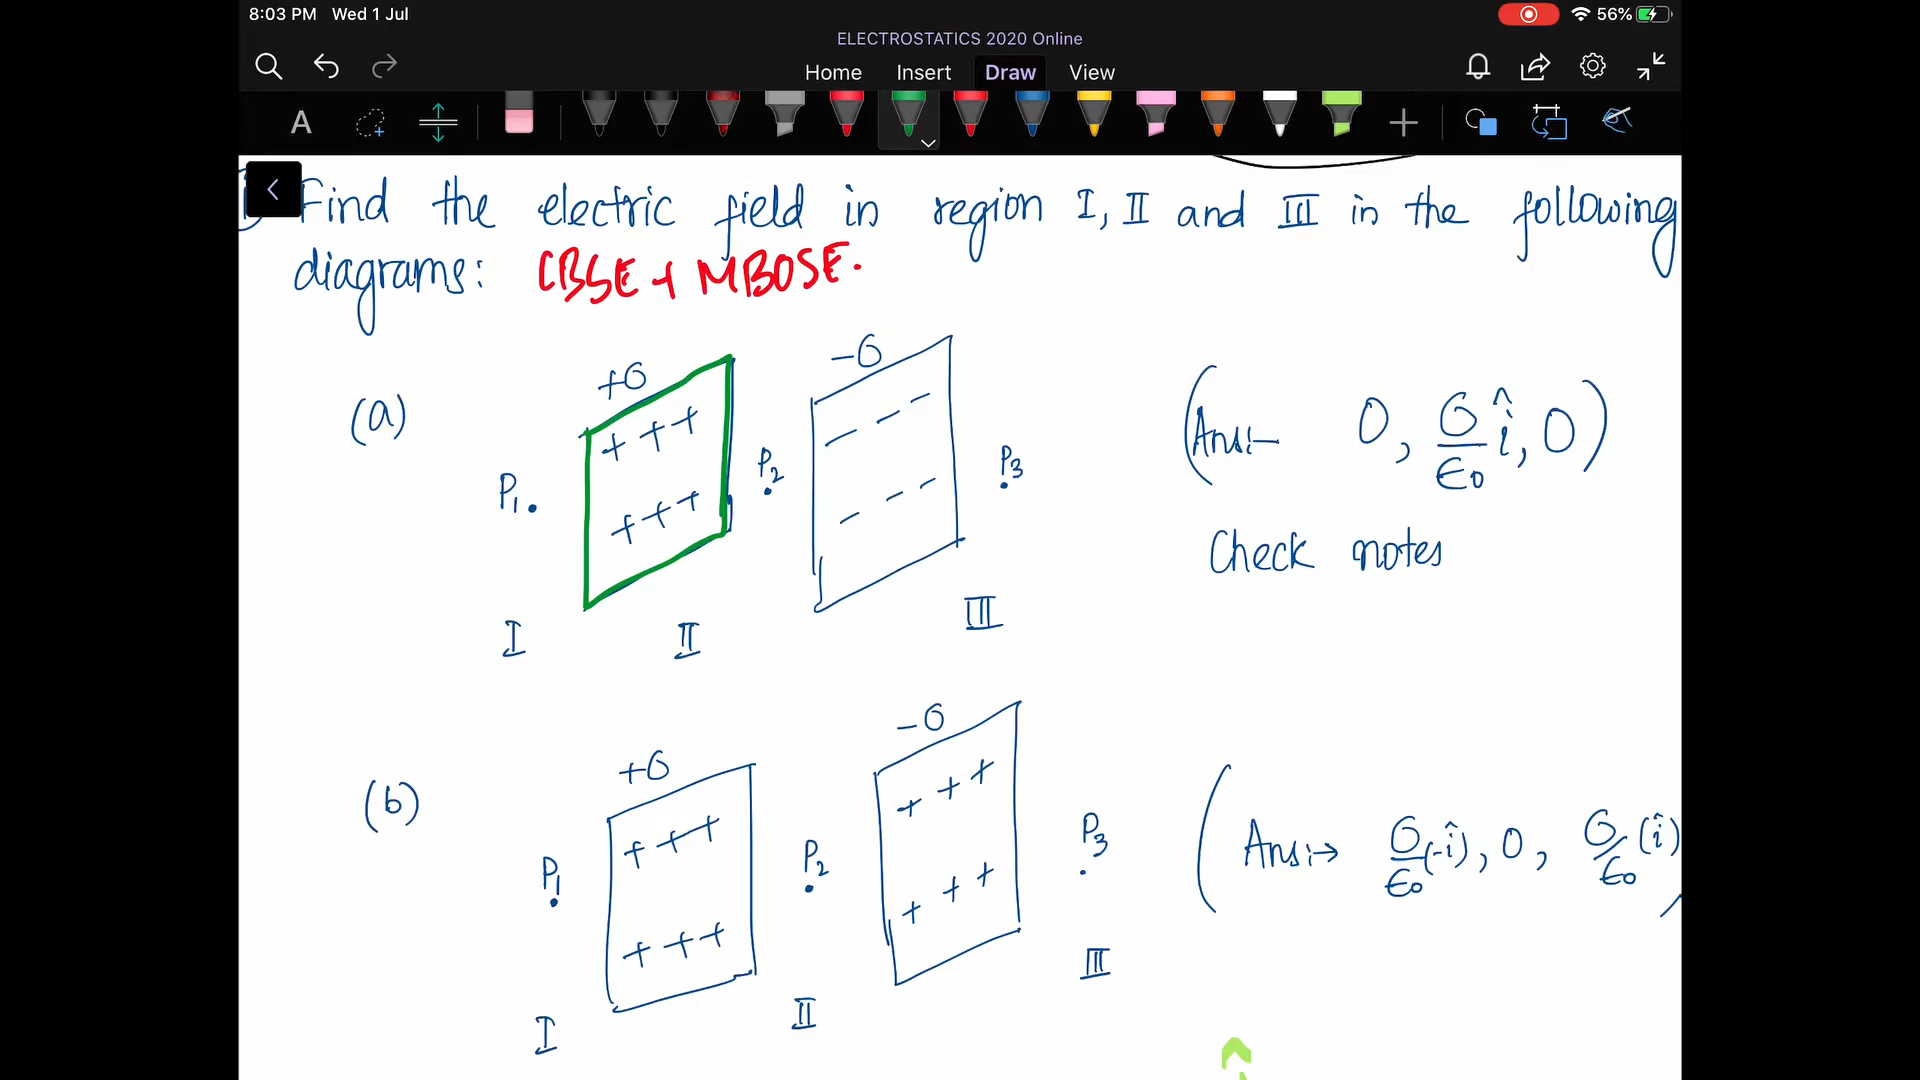 8:03 PM Wed 1 Jul
56%
ELECTROSTATICS 2020 Online
Home Insert Draw View
A
Find the electric field in region I, II and III in the following
diagrams: CBSE + MBOSE.
(a)
+σ
-σ
+ + +
+ + +
- - -
- - -
P₁
P₂
P₃
I
II
III
(Ans:- 0, σ/ϵ₀ î, 0)
Check notes
(b)
+σ
-σ
+ + +
+ + +
+ + +
+ + +
P₁
P₂
P₃
I
II
III
(Ans:→ σ/ϵ₀ (-î), 0, σ/ϵ₀ (î)